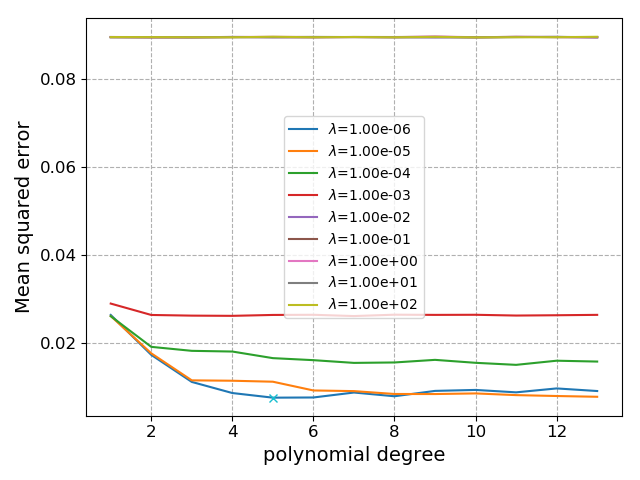 0.08
0.06
0.04
0.02
Mean squared error
λ=1.00e-06
λ=1.00e-05
λ=1.00e-04
λ=1.00e-03
λ=1.00e-02
λ=1.00e-01
λ=1.00e+00
λ=1.00e+01
λ=1.00e+02
2 4 6 8 10 12
polynomial degree